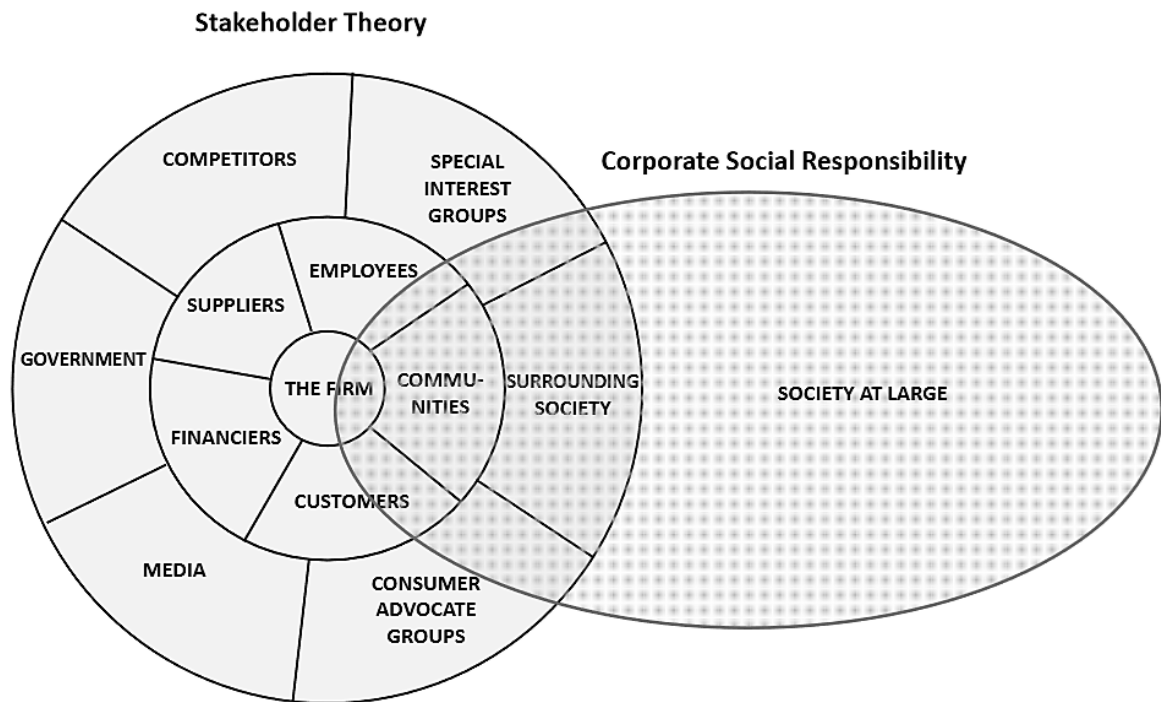 Stakeholder Theory
Corporate Social Responsibility
COMPETITORS
SPECIAL
INTEREST
GROUPS
EMPLOYEES
SUPPLIERS
GOVERNMENT
THE FIRM
COMMU-
NITIES
SURROUNDING
SOCIETY
SOCIETY AT LARGE
FINANCIERS
CUSTOMERS
MEDIA
CONSUMER
ADVOCATE
GROUPS